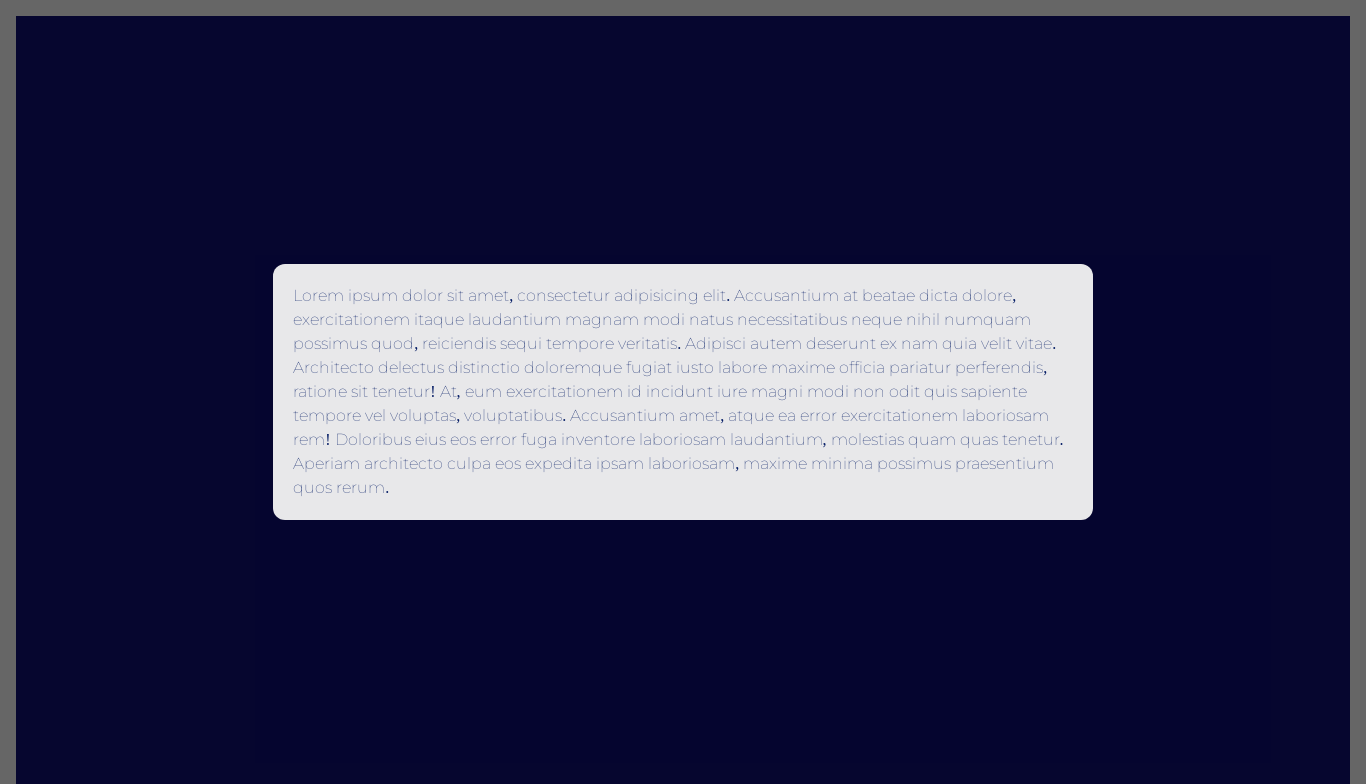 Lorem ipsum dolor sit amet, consectetur adipisicing elit. Accusantium at beatae dicta dolore,
exercitationem itaque laudantium magnam modi natus necessitatibus neque nihil numquam
possimus quod, reiciendis sequi tempore veritatis. Adipisci autem deserunt ex nam quia velit vitae.
Architecto delectus distinctio doloremque fugiat iusto labore maxime officia pariatur perferendis,
ratione sit tenetur! At, eum exercitationem id incidunt iure magni modi non odit quis sapiente
tempore vel voluptas, voluptatibus. Accusantium amet, atque ea error exercitationem laboriosam
rem! Doloribus eius eos error fuga inventore laboriosam laudantium, molestias quam quas tenetur.
Aperiam architecto culpa eos expedita ipsam laboriosam, maxime minima possimus praesentium
quos rerum.